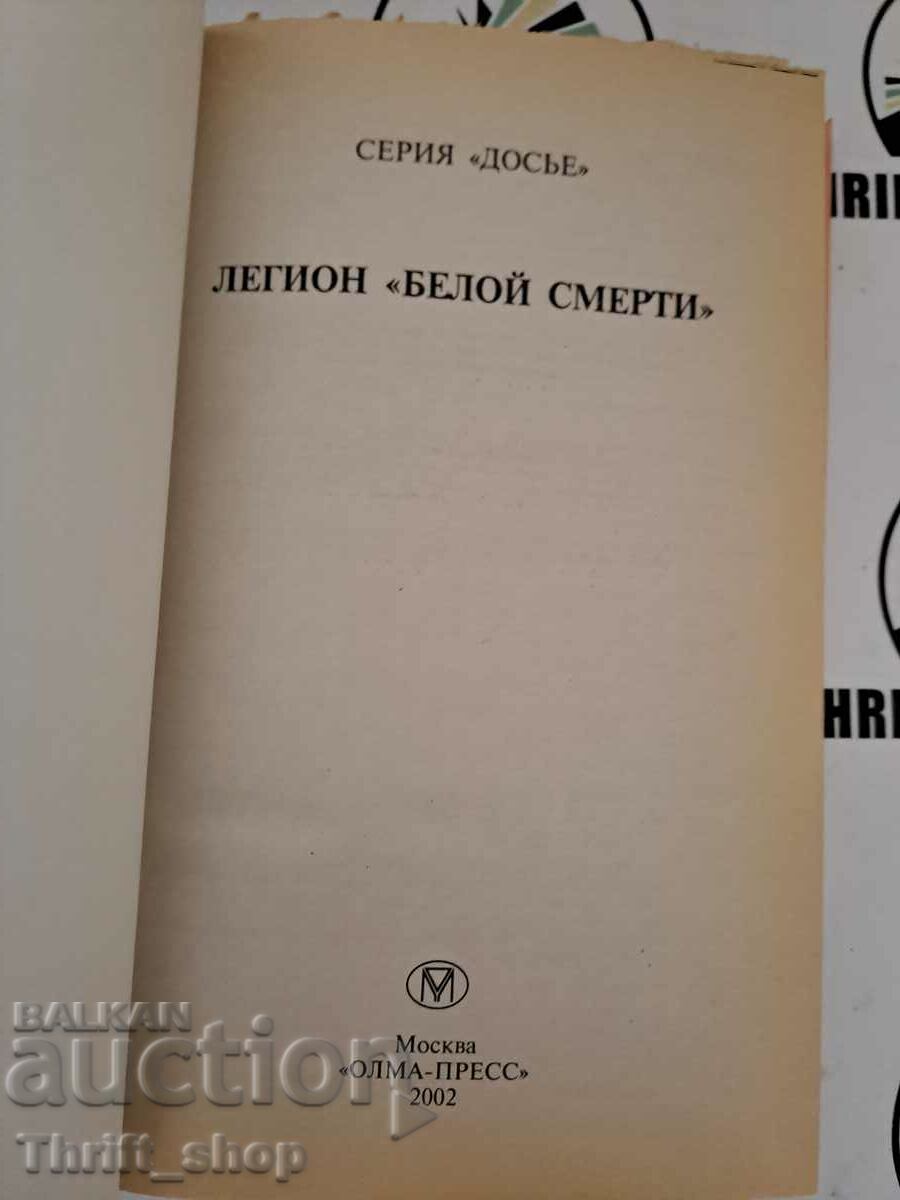 СЕРИЯ «ДОСЬЕ»
ЛЕГИОН «БЕЛОЙ СМЕРТИ»
Москва
«ОЛМА-ПРЕСС»
2002
BALKAN
auction
Thrift_shop